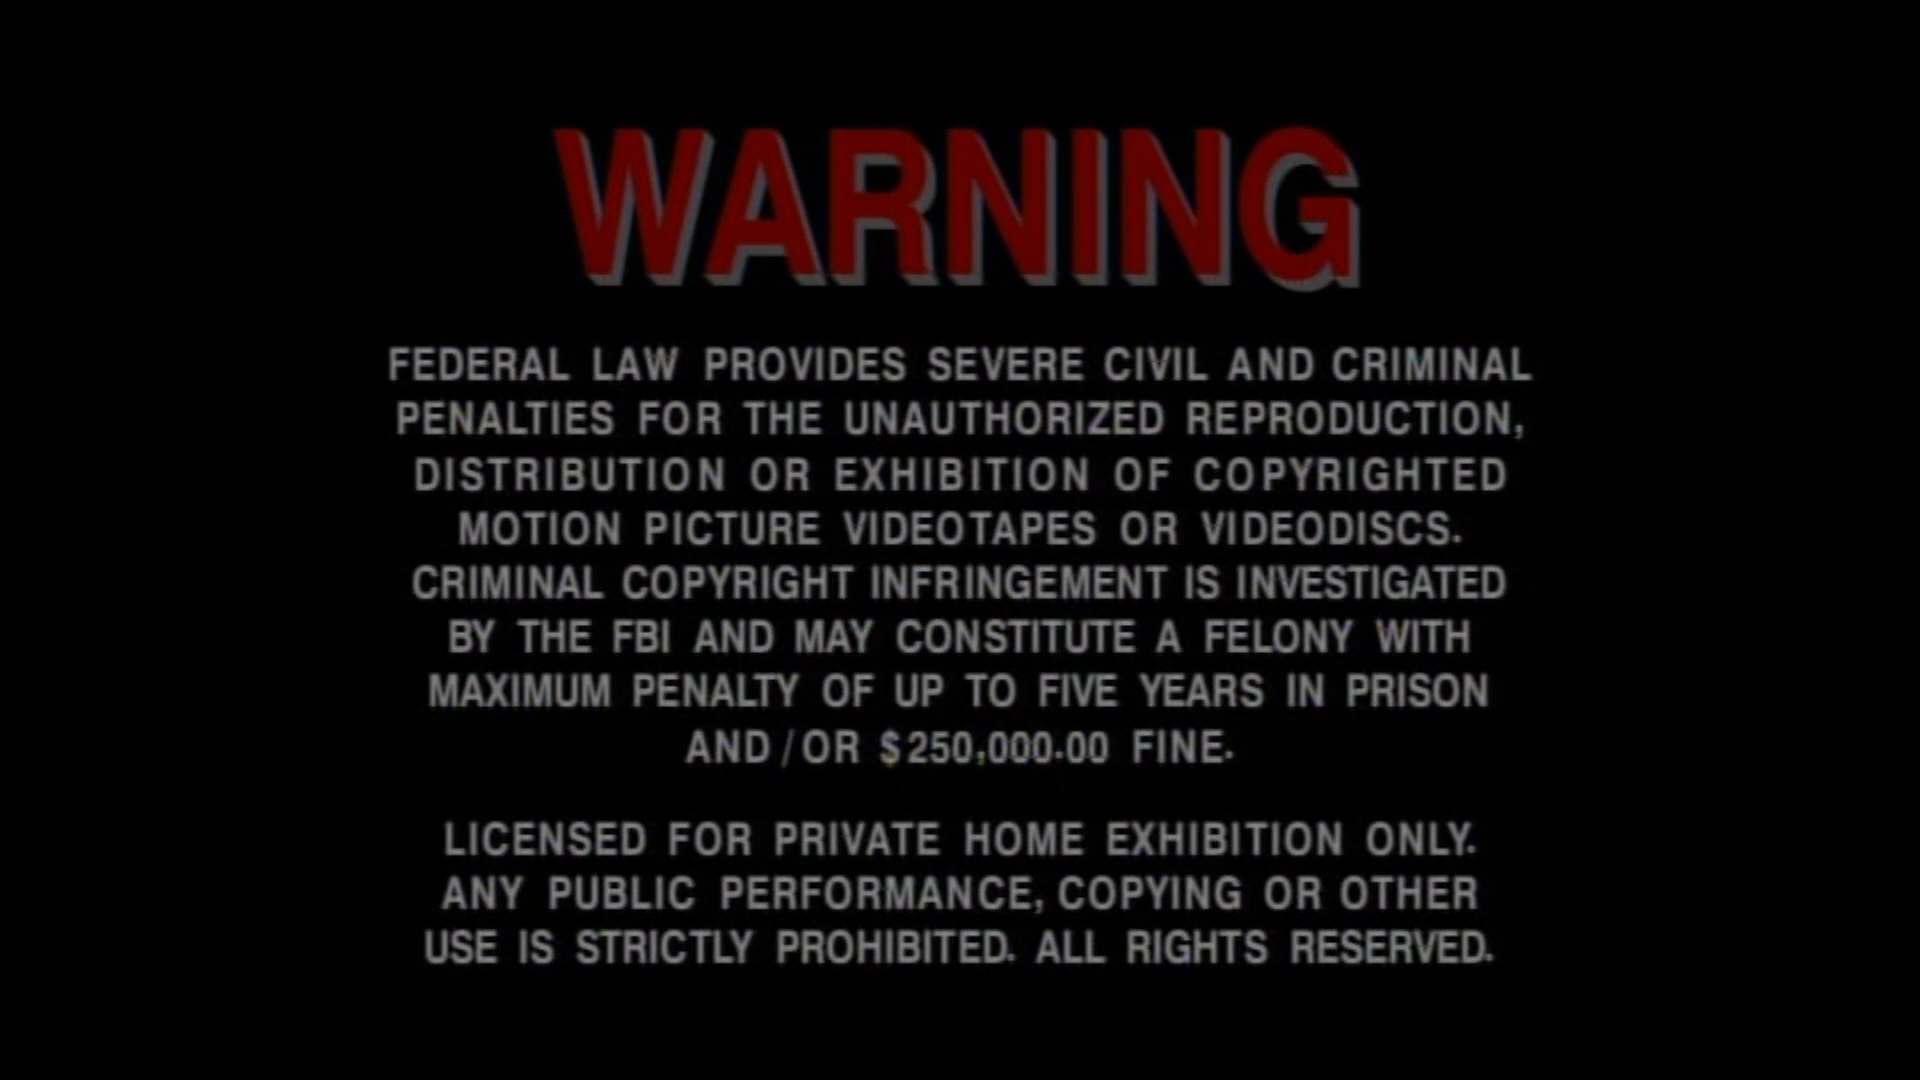 WARNING
FEDERAL LAW PROVIDES SEVERE CIVIL AND CRIMINAL
PENALTIES FOR THE UNAUTHORIZED REPRODUCTION,
DISTRIBUTION OR EXHIBITION OF COPYRIGHTED
MOTION PICTURE VIDEOTAPES OR VIDEODISCS.
CRIMINAL COPYRIGHT INFRINGEMENT IS INVESTIGATED
BY THE FBI AND MAY CONSTITUTE A FELONY WITH
MAXIMUM PENALTY OF UP TO FIVE YEARS IN PRISON
AND/OR $250,000.00 FINE.
LICENSED FOR PRIVATE HOME EXHIBITION ONLY.
ANY PUBLIC PERFORMANCE, COPYING OR OTHER
USE IS STRICTLY PROHIBITED. ALL RIGHTS RESERVED.